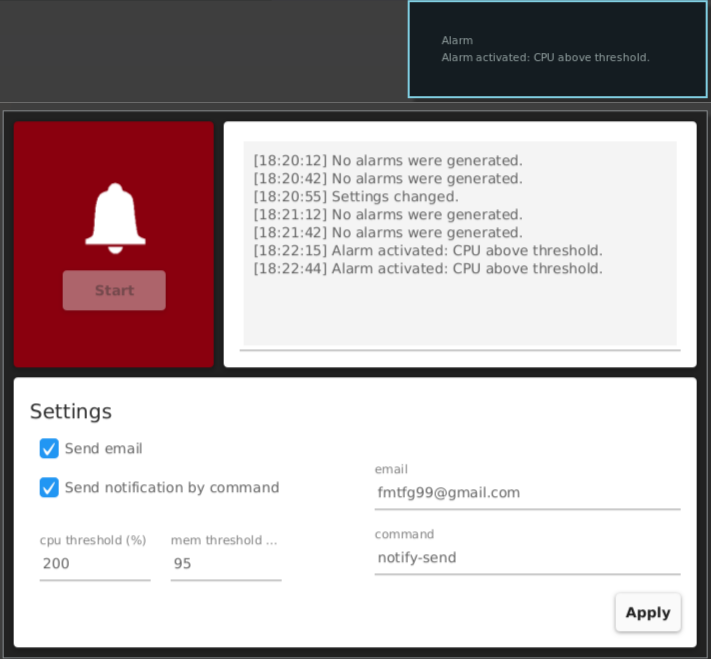 Alarm
Alarm activated: CPU above threshold.
[18:20:12] No alarms were generated.
[18:20:42] No alarms were generated.
[18:20:55] Settings changed.
[18:21:12] No alarms were generated.
[18:21:42] No alarms were generated.
[18:22:15] Alarm activated: CPU above threshold.
[18:22:44] Alarm activated: CPU above threshold.
Start
Settings
Send email
Send notification by command
email
fmtfg99@gmail.com
cpu threshold (%)
200
mem threshold ...
95
command
notify-send
Apply